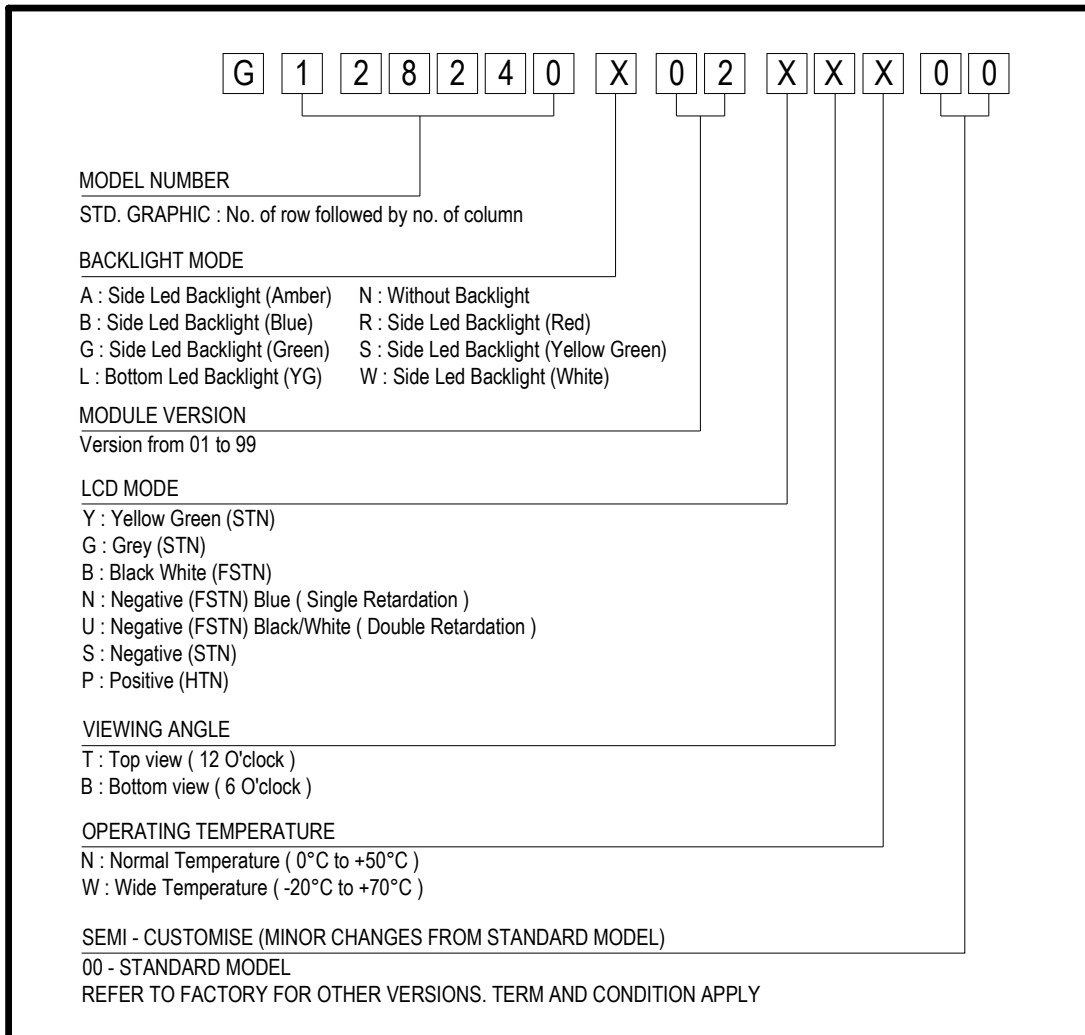 G 1 2 8 2 4 0 X 0 2 X X X 0 0
MODEL NUMBER
STD. GRAPHIC : No. of row followed by no. of column
BACKLIGHT MODE
A : Side Led Backlight (Amber) N : Without Backlight
B : Side Led Backlight (Blue) R : Side Led Backlight (Red)
G : Side Led Backlight (Green) S : Side Led Backlight (Yellow Green)
L : Bottom Led Backlight (YG) W : Side Led Backlight (White)
MODULE VERSION
Version from 01 to 99
LCD MODE
Y : Yellow Green (STN)
G : Grey (STN)
B : Black White (FSTN)
N : Negative (FSTN) Blue ( Single Retardation )
U : Negative (FSTN) Black/White ( Double Retardation )
S : Negative (STN)
P : Positive (HTN)
VIEWING ANGLE
T : Top view ( 12 O'clock )
B : Bottom view ( 6 O'clock )
OPERATING TEMPERATURE
N : Normal Temperature ( 0°C to +50°C )
W : Wide Temperature ( -20°C to +70°C )
SEMI - CUSTOMISE (MINOR CHANGES FROM STANDARD MODEL)
00 - STANDARD MODEL
REFER TO FACTORY FOR OTHER VERSIONS. TERM AND CONDITION APPLY